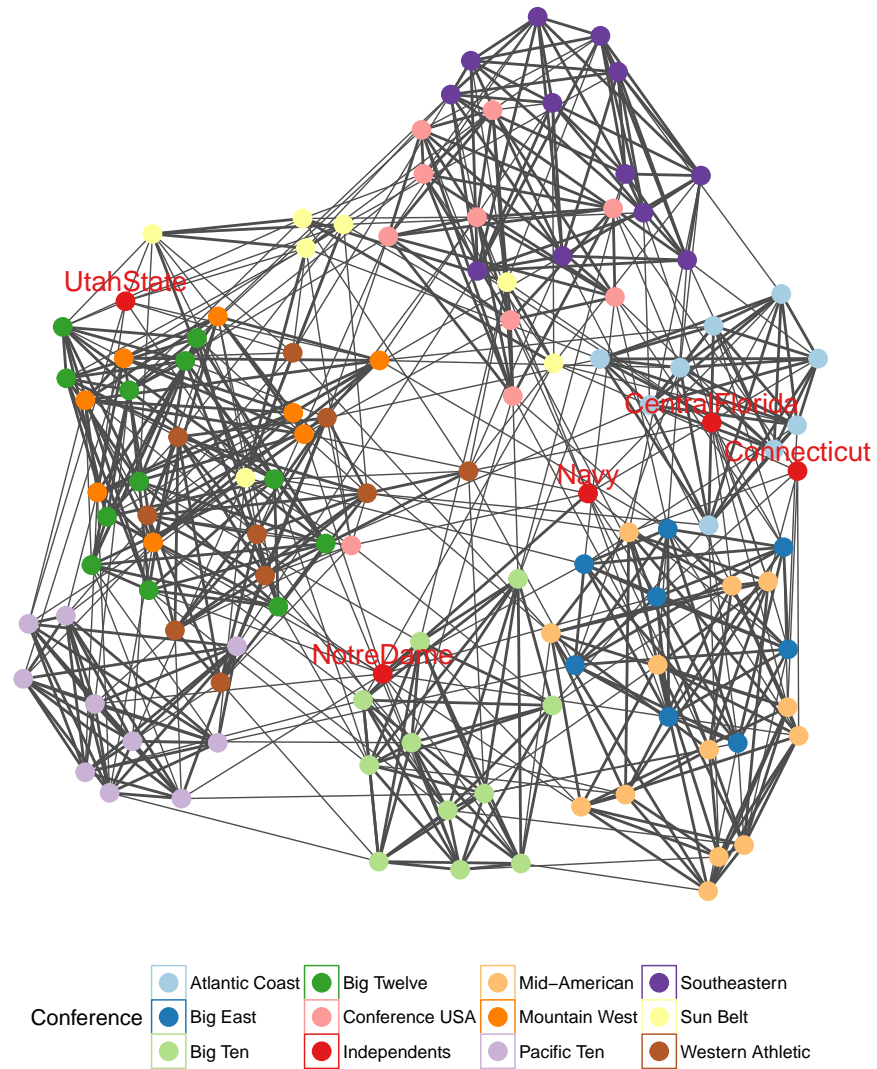 UtahState
CentralFlorida
Connecticut
Navy
NotreDame
Conference
Atlantic Coast
Big Twelve
Mid−American
Southeastern
Big East
Conference USA
Mountain West
Sun Belt
Big Ten
Independents
Pacific Ten
Western Athletic